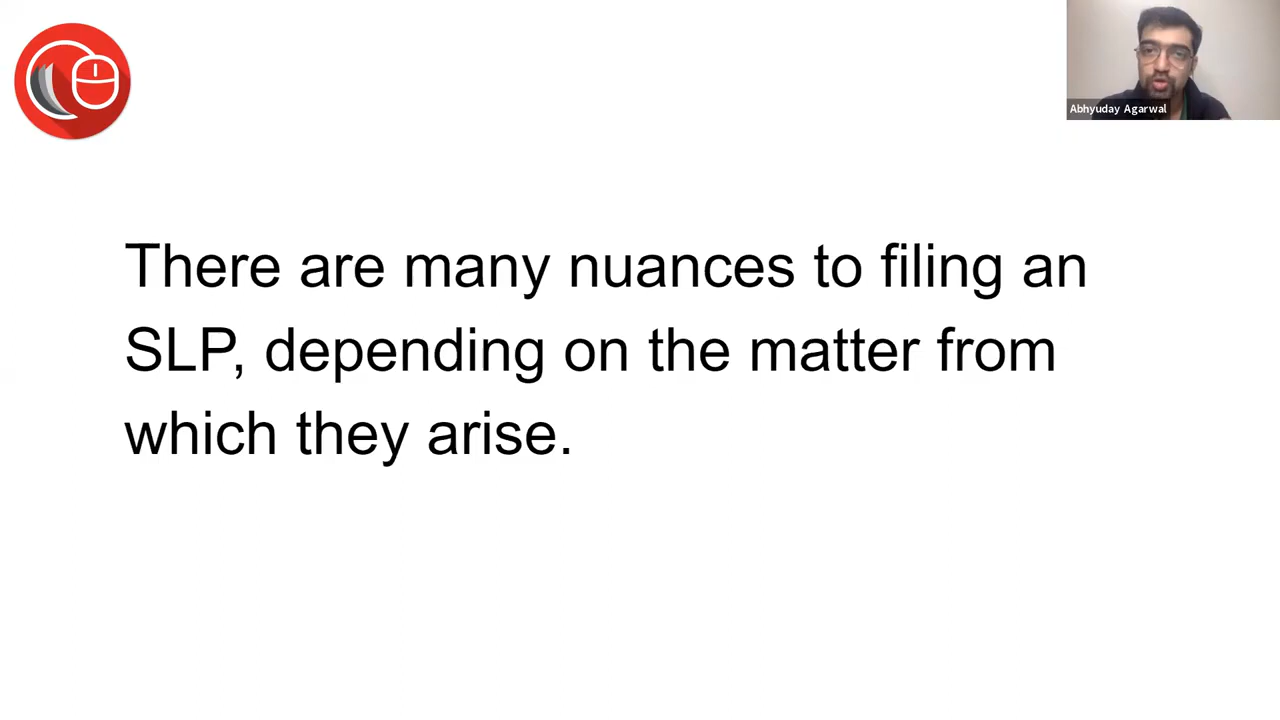 Abhyuday Agarwal
There are many nuances to filing an
SLP, depending on the matter from
which they arise.